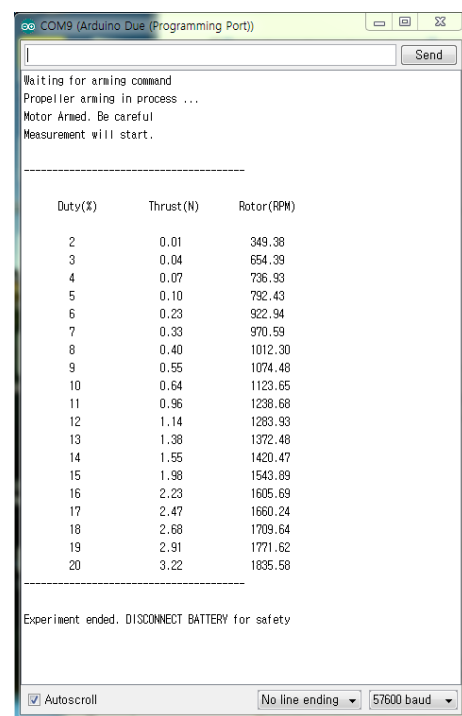 COM9 (Arduino Due (Programming Port))
Send
Waiting for arming command
Propeller arming in process ...
Motor Armed. Be careful
Measurement will start.
--------------------------------------
Duty(%) Thrust(N) Rotor(RPM)
2 0.01 349.38
3 0.04 654.39
4 0.07 736.93
5 0.10 792.43
6 0.23 922.94
7 0.33 970.59
8 0.40 1012.30
9 0.55 1074.48
10 0.64 1123.65
11 0.96 1238.68
12 1.14 1283.93
13 1.38 1372.48
14 1.55 1420.47
15 1.98 1543.89
16 2.23 1605.69
17 2.47 1660.24
18 2.68 1709.64
19 2.91 1771.62
20 3.22 1835.58
--------------------------------------
Experiment ended. DISCONNECT BATTERY for safety
Autoscroll No line ending 57600 baud